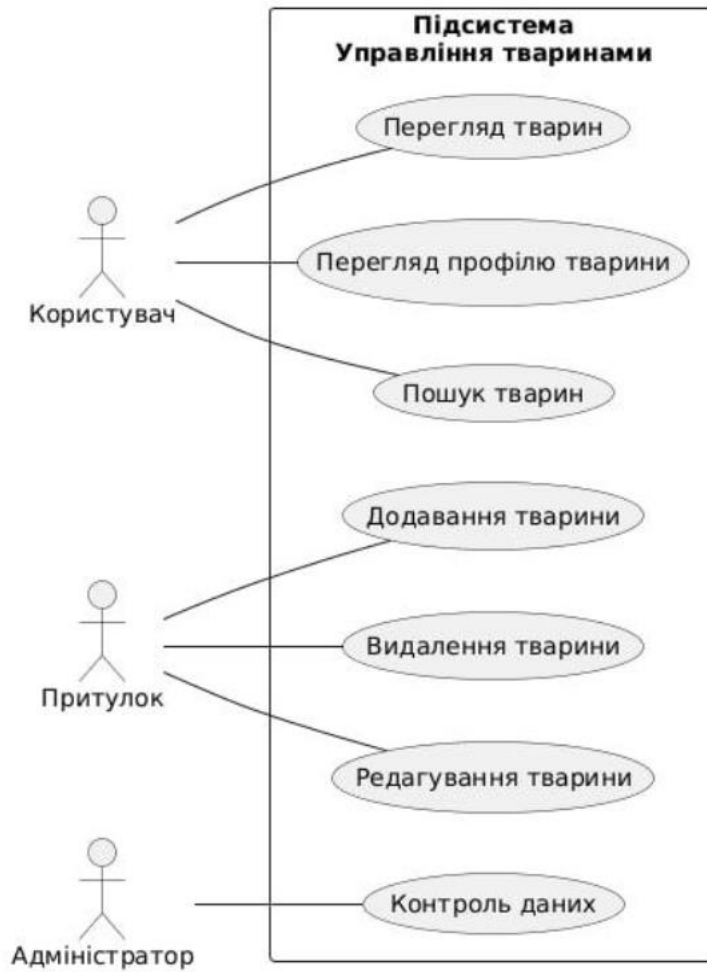 Підсистема
Управління тваринами
Перегляд тварин
Перегляд профілю тварини
Користувач
Пошук тварин
Додавання тварини
Видалення тварини
Притулок
Редагування тварини
Контроль даних
Адміністратор